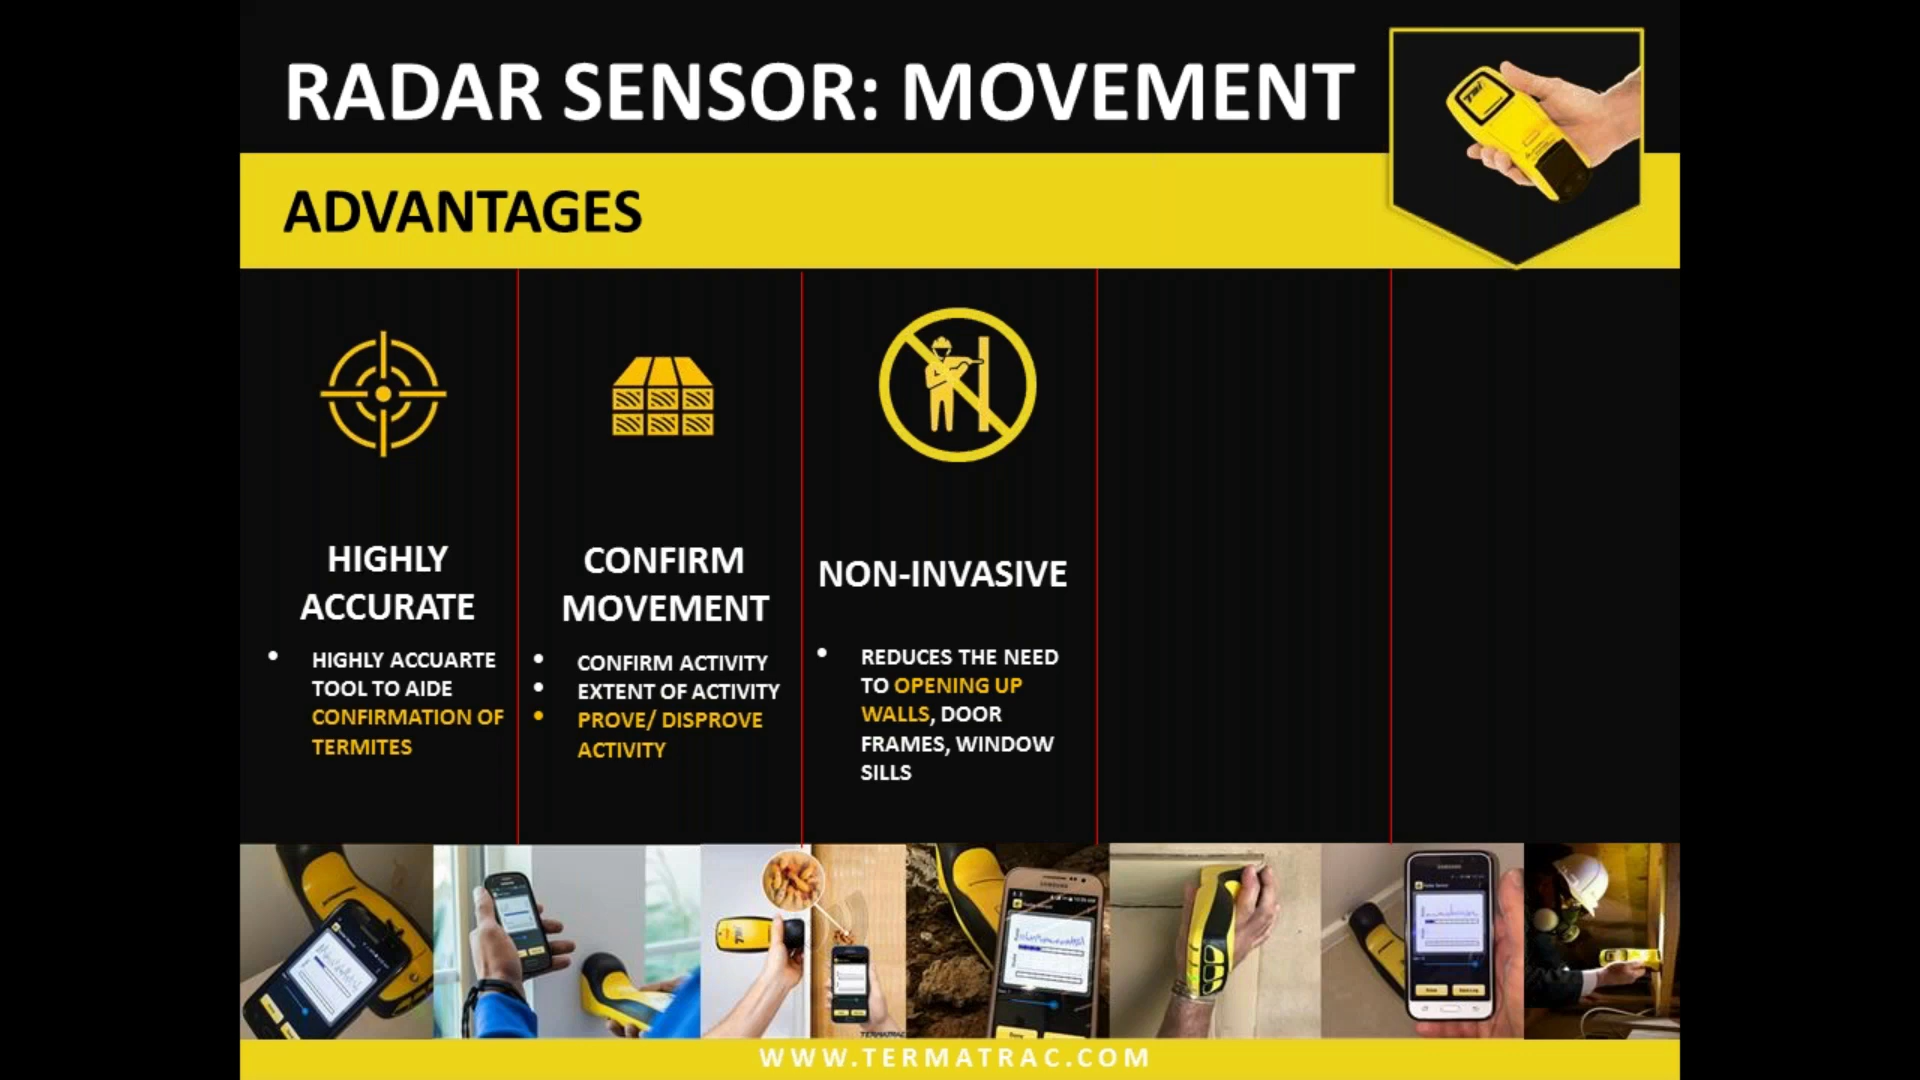 RADAR SENSOR: MOVEMENT
ADVANTAGES
HIGHLY
ACCURATE
• HIGHLY ACCUARTE
TOOL TO AIDE
CONFIRMATION OF
TERMITES
CONFIRM
MOVEMENT
• CONFIRM ACTIVITY
• EXTENT OF ACTIVITY
• PROVE/ DISPROVE
ACTIVITY
NON-INVASIVE
• REDUCES THE NEED
TO OPENING UP
WALLS, DOOR
FRAMES, WINDOW
SILLS
SAMSUNG
TERMATRAC
WWW.TERMATRAC.COM